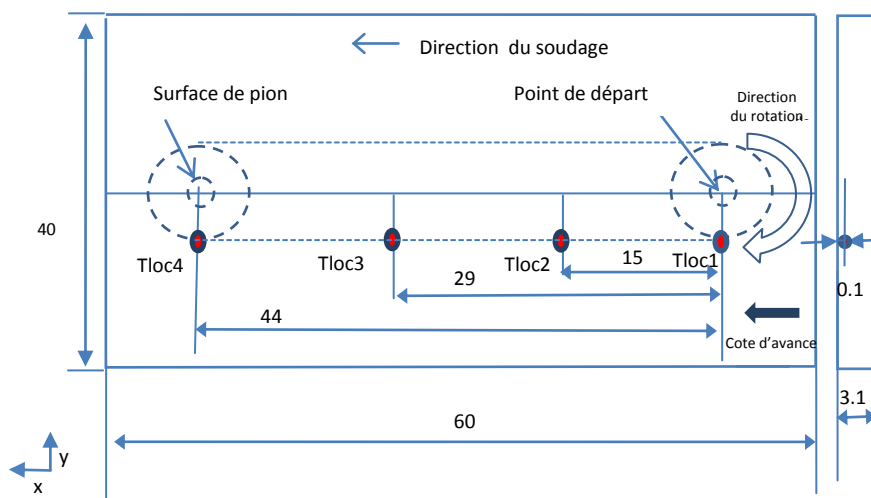 Direction du soudage
Surface de pion
Point de départ
Direction
du rotation
40
Tloc4
Tloc3
Tloc2
Tloc1
15
29
44
0.1
Cote d'avance
3.1
60
y
x